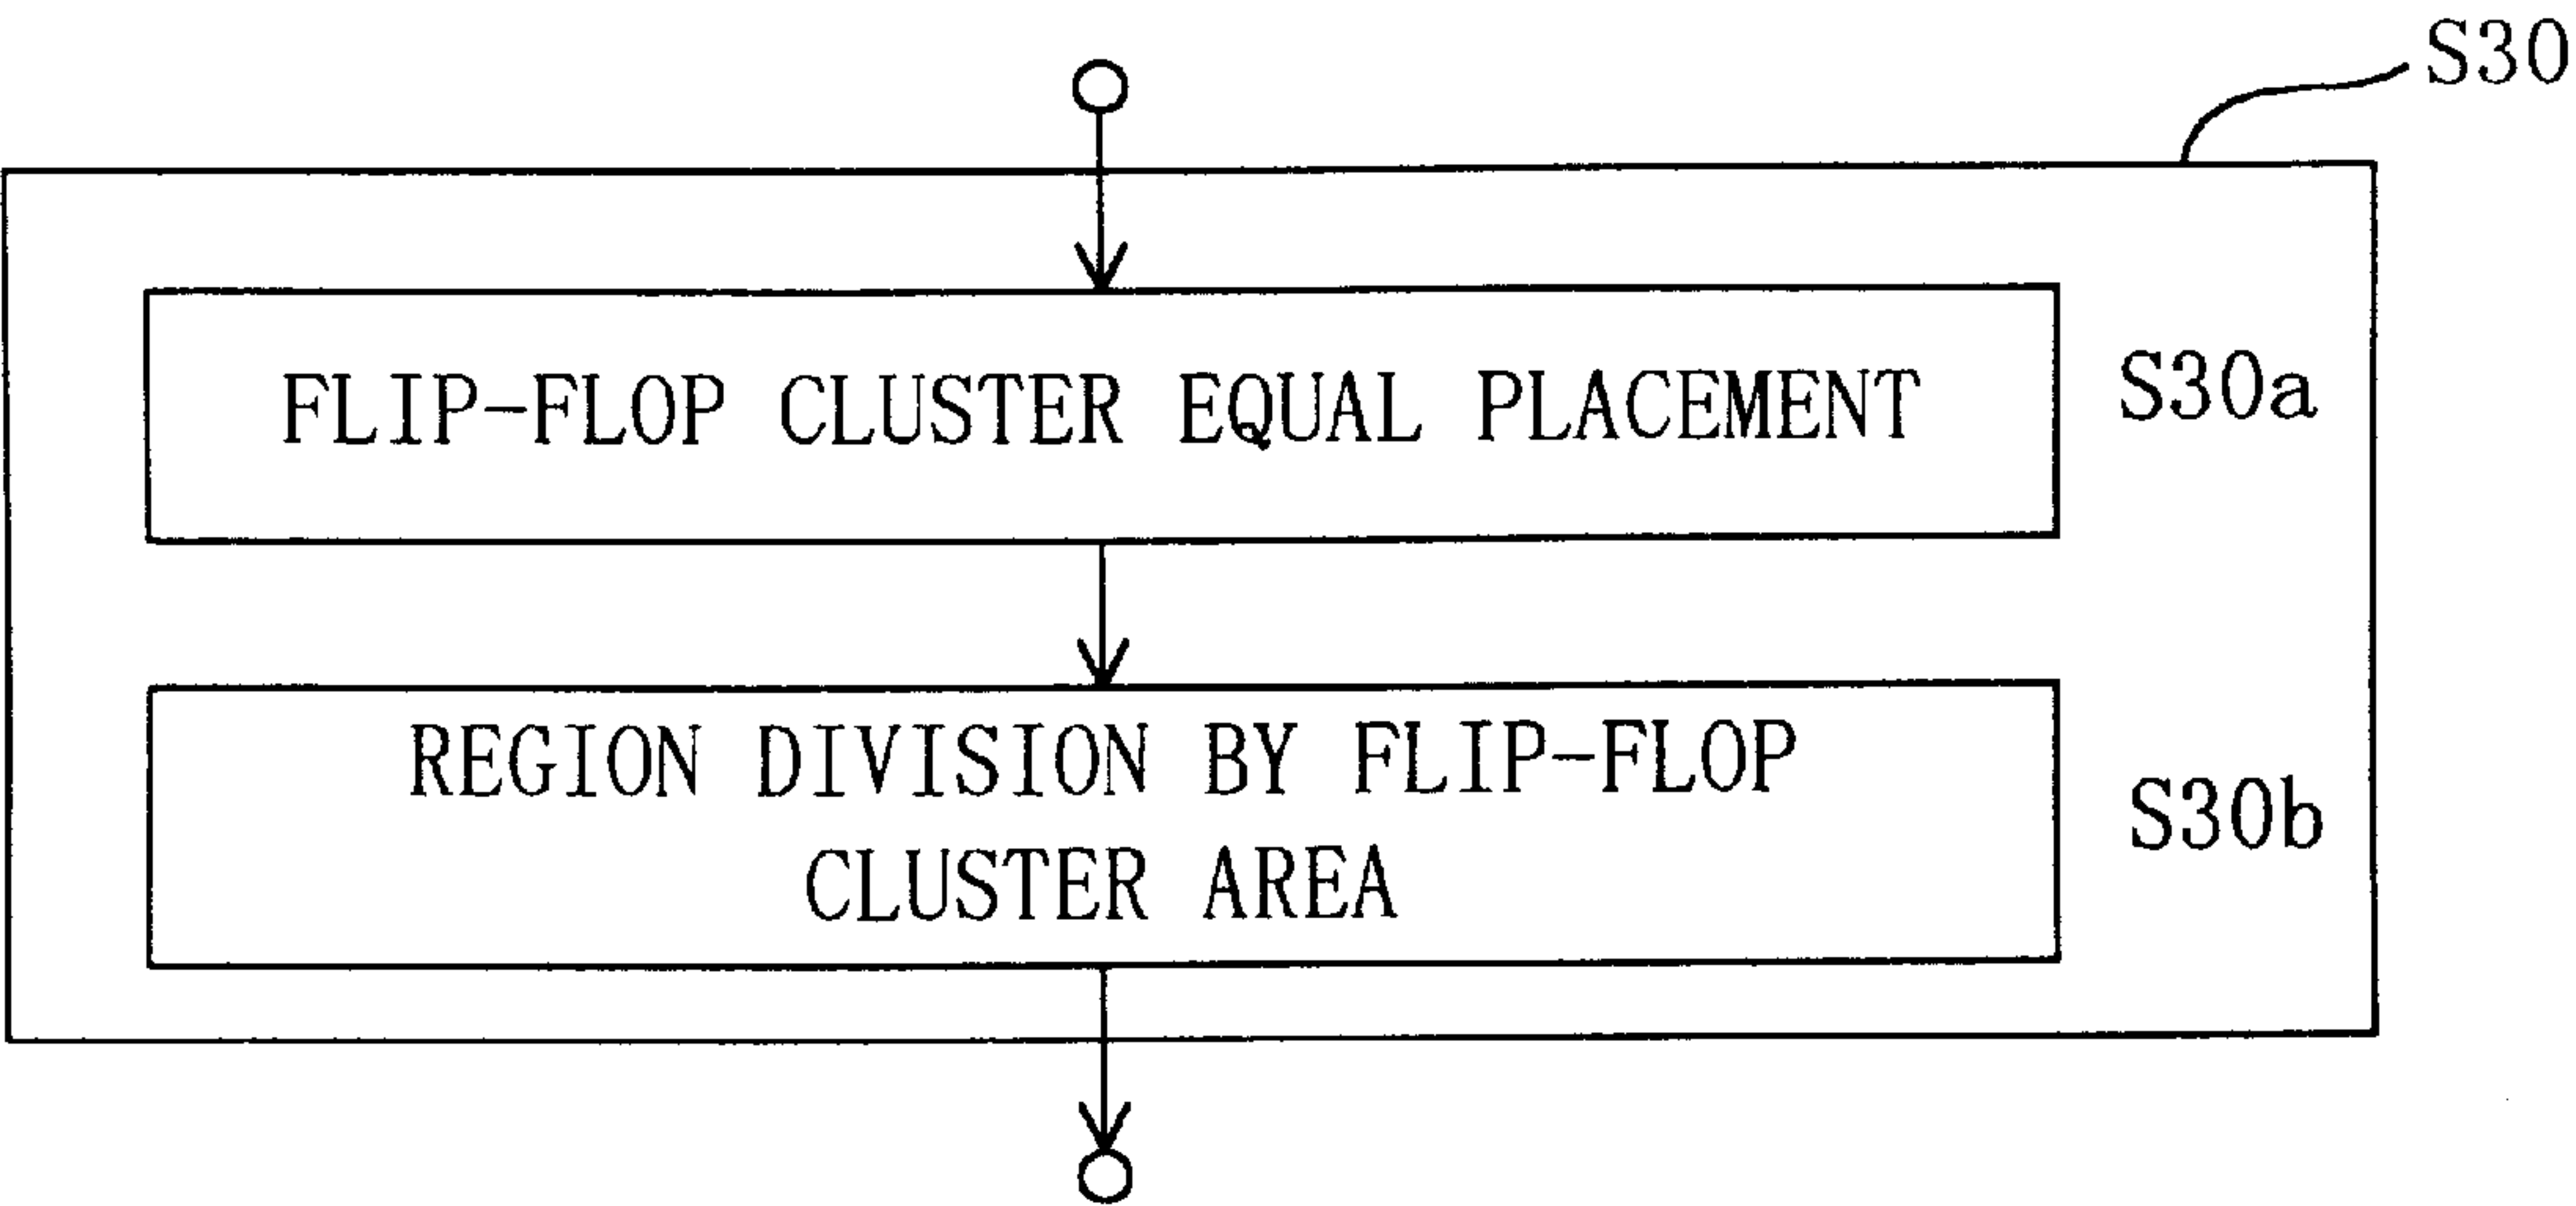 S30
FLIP-FLOP CLUSTER EQUAL PLACEMENT
S30a
REGION DIVISION BY FLIP-FLOP
CLUSTER AREA
S30b